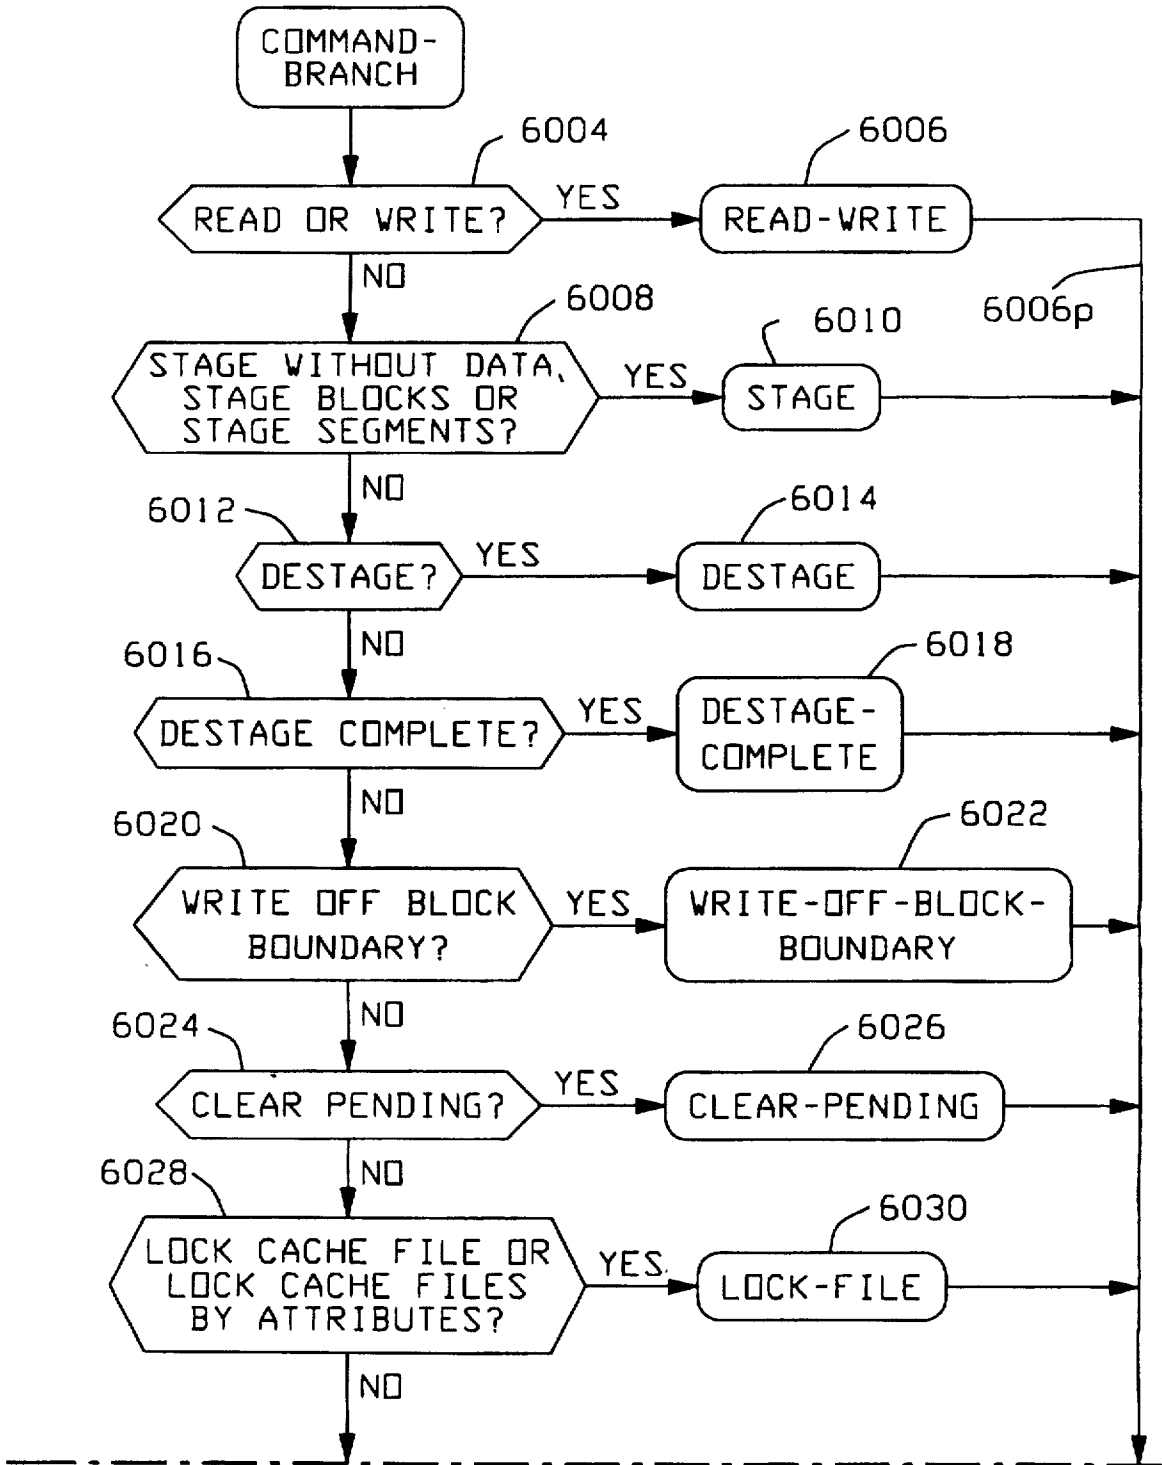 COMMAND-
BRANCH
6004
6006
READ OR WRITE?
YES
READ-WRITE
NO
6006p
6008
6010
STAGE WITHOUT DATA,
STAGE BLOCKS OR
STAGE SEGMENTS?
YES
STAGE
NO
6012
6014
DESTAGE?
YES
DESTAGE
NO
6016
6018
DESTAGE COMPLETE?
YES
DESTAGE-
COMPLETE
NO
6020
6022
WRITE OFF BLOCK
BOUNDARY?
YES
WRITE-OFF-BLOCK-
BOUNDARY
NO
6024
6026
CLEAR PENDING?
YES
CLEAR-PENDING
NO
6028
6030
LOCK CACHE FILE OR
LOCK CACHE FILES
BY ATTRIBUTES?
YES
LOCK-FILE
NO